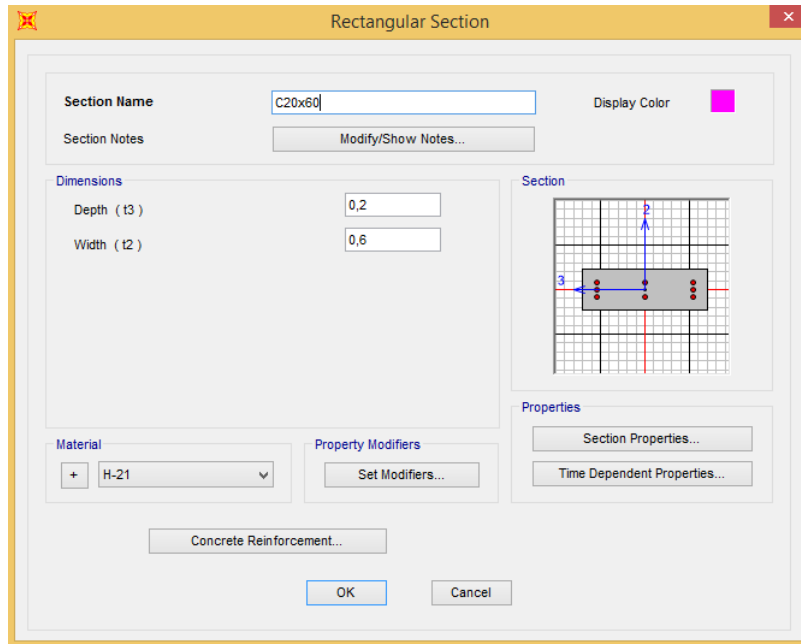 Rectangular Section
Section Name C20x60 Display Color
Section Notes Modify/Show Notes...
Dimensions
Depth ( t3 ) 0,2
Width ( t2 ) 0,6
Section
2
3
Properties
Section Properties...
Time Dependent Properties...
Material
+ H-21
Property Modifiers
Set Modifiers...
Concrete Reinforcement...
OK Cancel